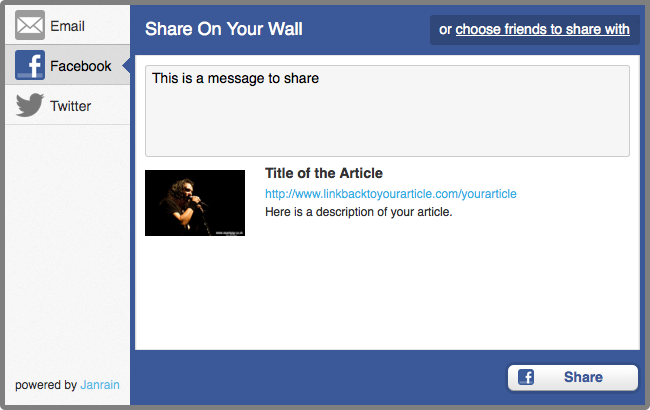 Email
Facebook
Twitter
powered by Janrain
Share On Your Wall
or choose friends to share with
This is a message to share
Title of the Article
http://www.linkbacktoyourarticle.com/yourarticle
Here is a description of your article.
Share